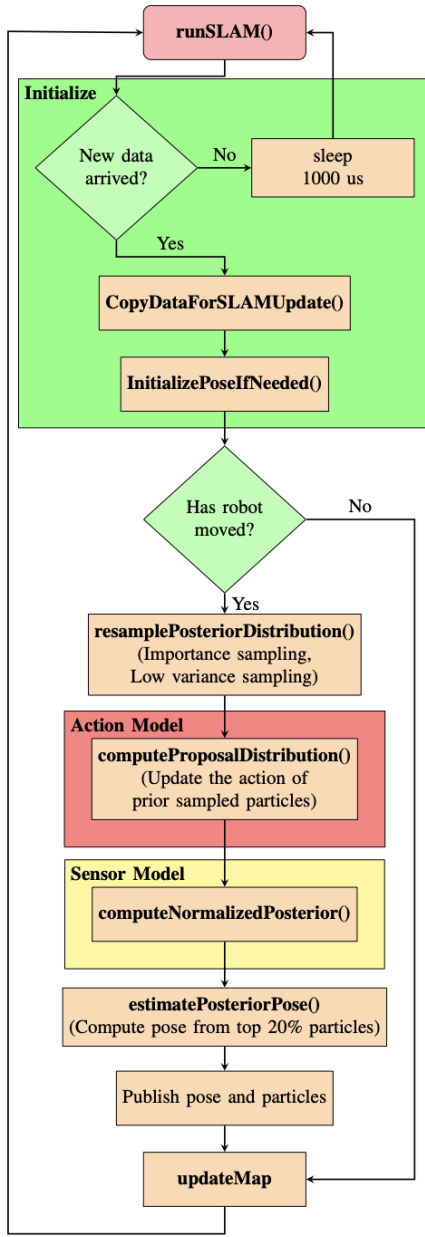 runSLAM()
Initialize
New data
arrived?
No
sleep
1000 us
Yes
CopyDataForSLAMUpdate()
InitializePoseIfNeeded()
Has robot
moved?
No
Yes
resamplePosteriorDistribution()
(Importance sampling,
Low variance sampling)
Action Model
computeProposalDistribution()
(Update the action of
prior sampled particles)
Sensor Model
computeNormalizedPosterior()
estimatePosteriorPose()
(Compute pose from top 20% particles)
Publish pose and particles
updateMap